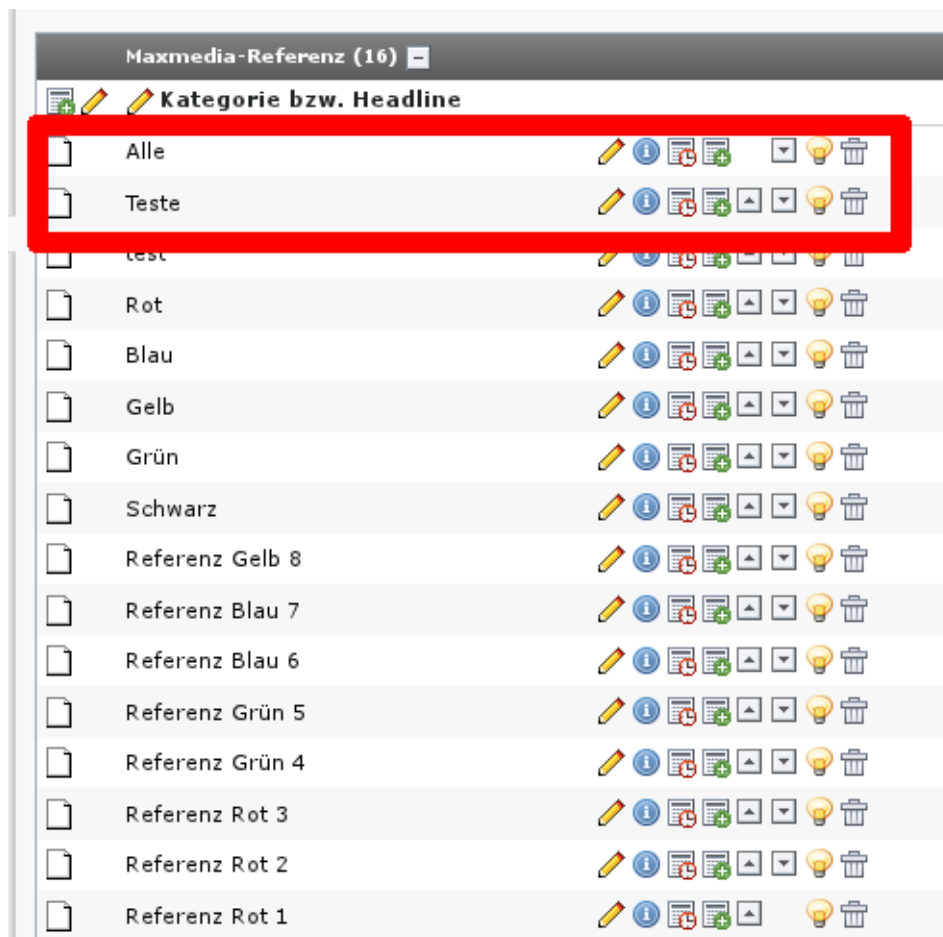 Maxmedia-Referenz (16)
Kategorie bzw. Headline
Alle
Teste
test
Rot
Blau
Gelb
Grün
Schwarz
Referenz Gelb 8
Referenz Blau 7
Referenz Blau 6
Referenz Grün 5
Referenz Grün 4
Referenz Rot 3
Referenz Rot 2
Referenz Rot 1